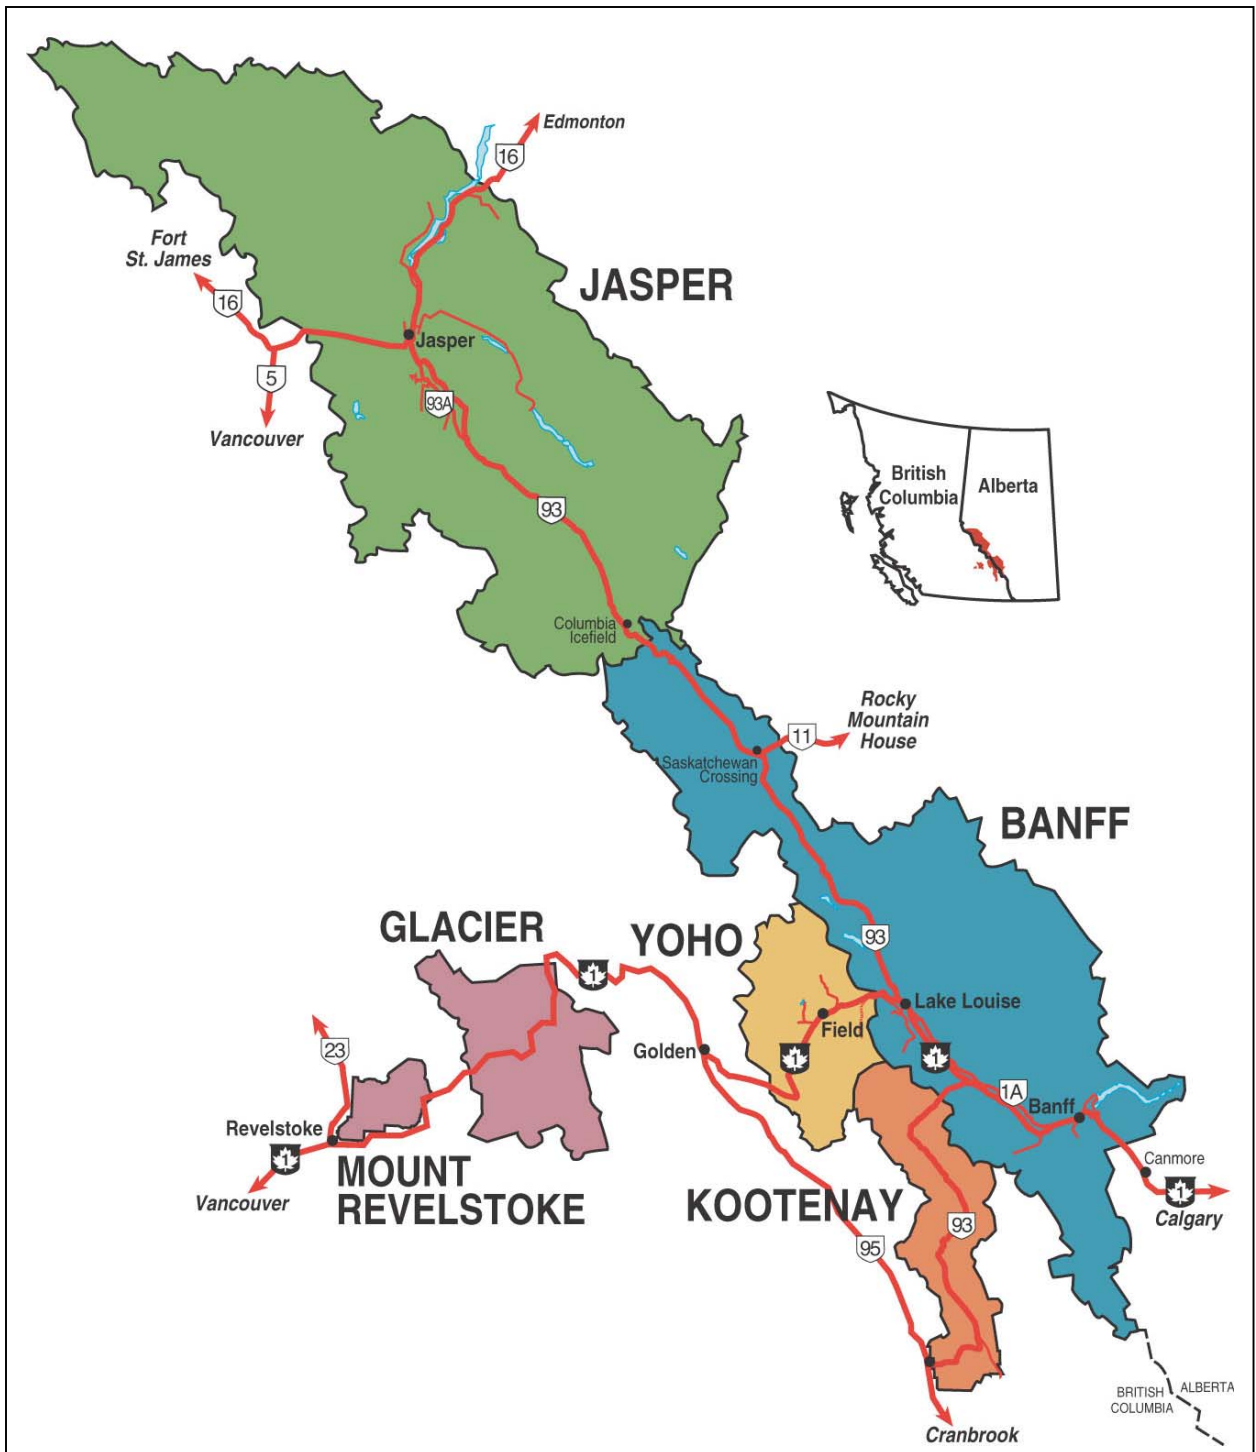 Edmonton
16
Fort
St. James
16
JASPER
Jasper
5
93A
Vancouver
British
Columbia
Alberta
93
Columbia
Icefield
Rocky
Mountain
House
11
Saskatchewan
Crossing
BANFF
GLACIER
YOHO
93
1
Lake Louise
Field
23
Golden
1
1
1A
Banff
Revelstoke
1
MOUNT
REVELSTOKE
Canmore
Vancouver
KOOTENAY
1
Calgary
93
95
BRITISH
COLUMBIA
ALBERTA
Cranbrook